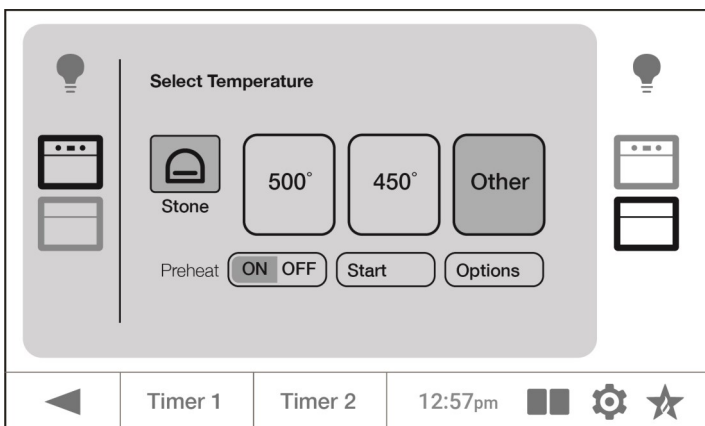 Select Temperature
500° 450° Other
Stone
Preheat ON OFF Start Options
Timer 1 Timer 2 12:57pm